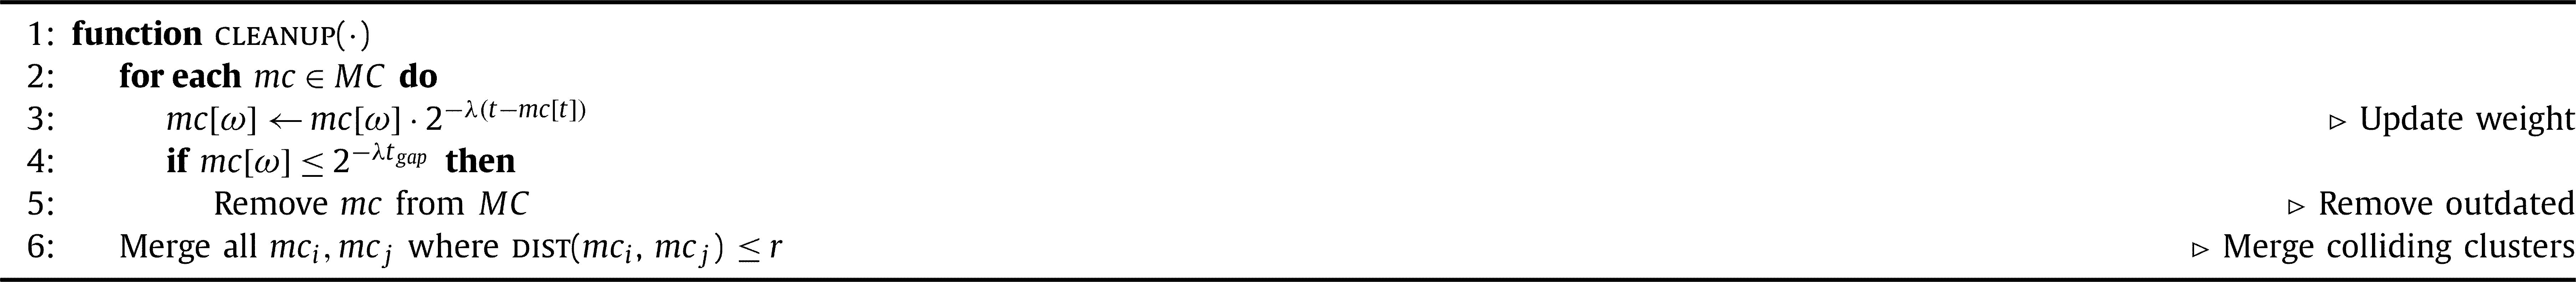 1: function CLEANUP(·)
2: for each mc ∈ MC do
3: mc[ω] ← mc[ω] · 2^{−λ(t−mc[t])} ▷ Update weight
4: if mc[ω] ≤ 2^{−λt_{gap}} then
5: Remove mc from MC ▷ Remove outdated
6: Merge all mc_i, mc_j where DIST(mc_i, mc_j) ≤ r ▷ Merge colliding clusters